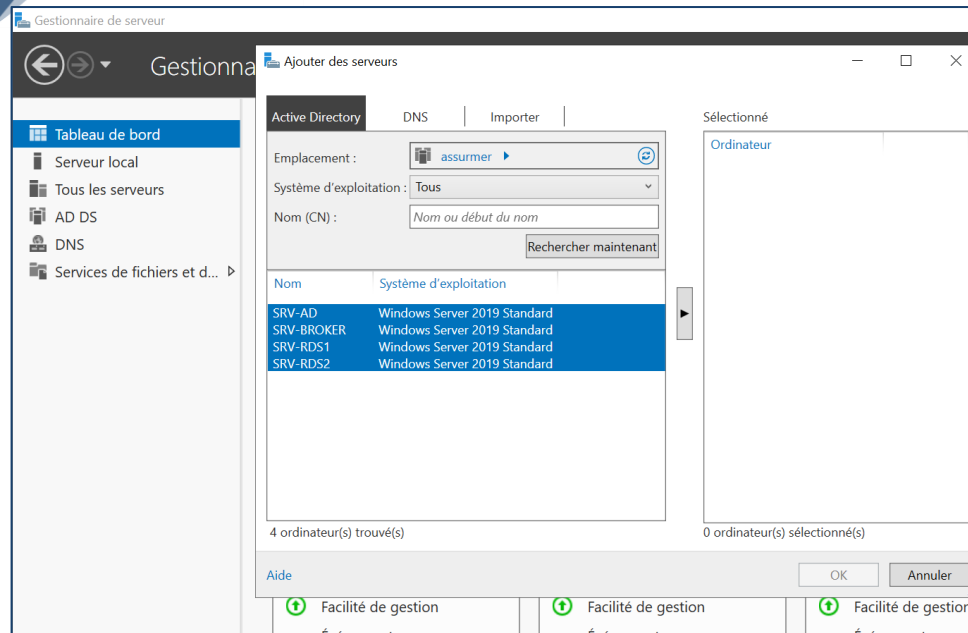 Gestionnaire de serveur
Gestionna
Ajouter des serveurs
Tableau de bord
Serveur local
Tous les serveurs
AD DS
DNS
Services de fichiers et d...
Active Directory DNS Importer
Emplacement : assurmer
Système d'exploitation : Tous
Nom (CN) : Nom ou début du nom
Rechercher maintenant
Nom Système d'exploitation
SRV-AD Windows Server 2019 Standard
SRV-BROKER Windows Server 2019 Standard
SRV-RDS1 Windows Server 2019 Standard
SRV-RDS2 Windows Server 2019 Standard
4 ordinateur(s) trouvé(s)
Sélectionné
Ordinateur
0 ordinateur(s) sélectionné(s)
Aide
OK Annuler
Facilité de gestion Facilité de gestion Facilité de gestion